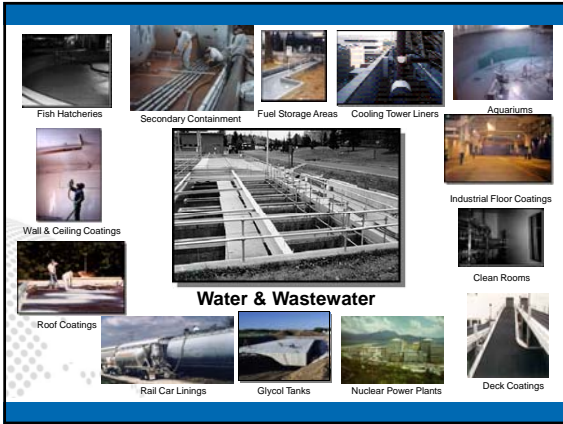 Fish Hatcheries
Secondary Containment
Fuel Storage Areas
Cooling Tower Liners
Aquariums
Wall & Ceiling Coatings
Industrial Floor Coatings
Clean Rooms
Water & Wastewater
Roof Coatings
Rail Car Linings
Glycol Tanks
Nuclear Power Plants
Deck Coatings